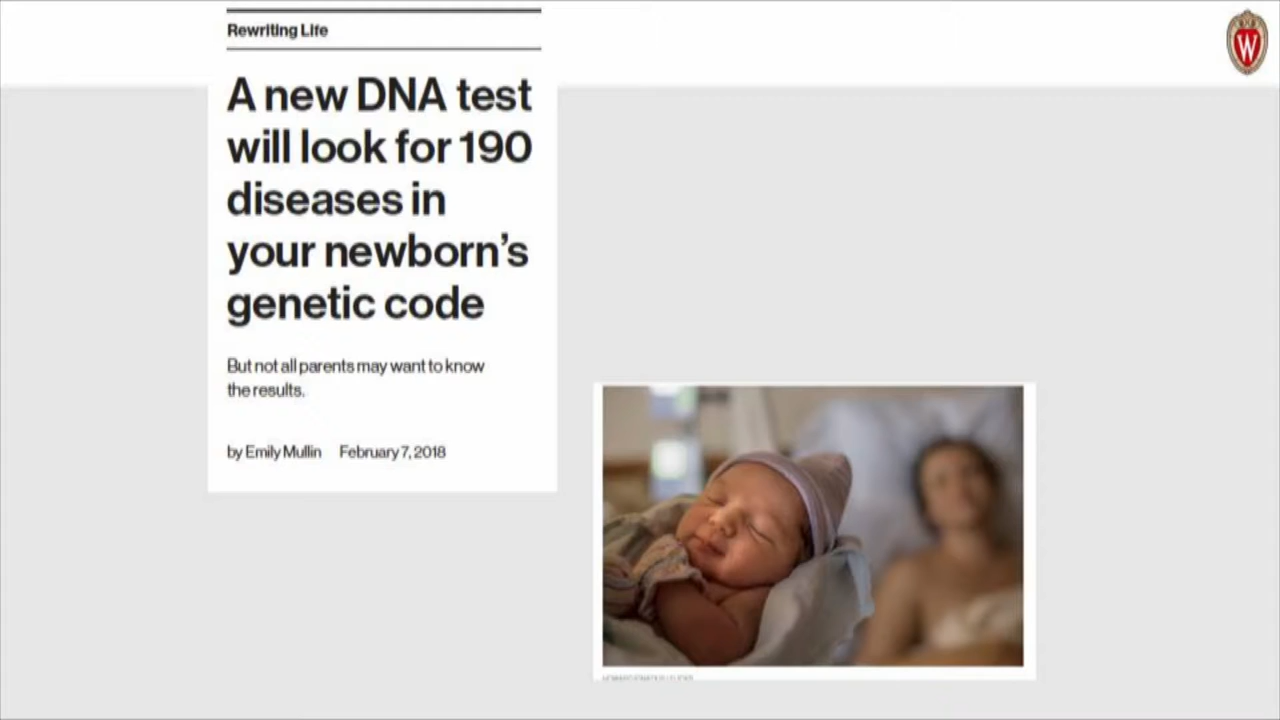 Rewriting Life
A new DNA test
will look for 190
diseases in
your newborn's
genetic code
But not all parents may want to know
the results.
by Emily Mullin February 7, 2018
W